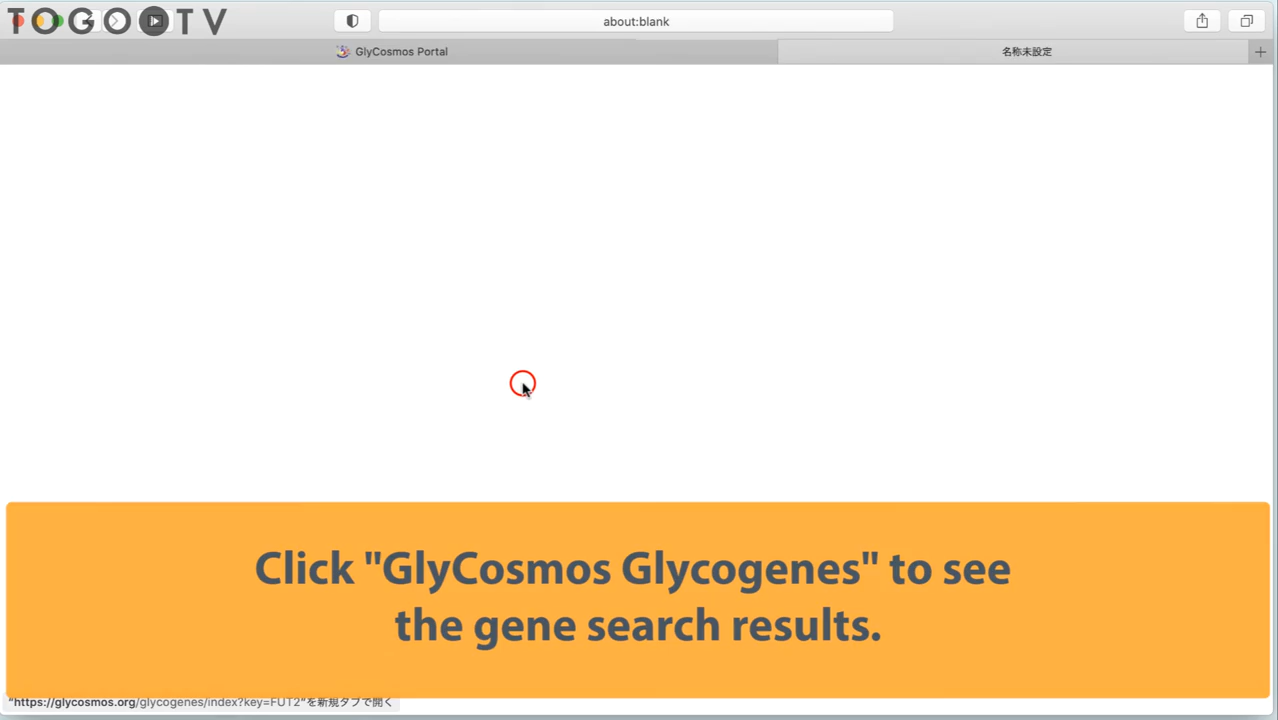 TOGO TV
about:blank
GlyCosmos Portal
名称未設定
Click "GlyCosmos Glycogenes" to see
the gene search results.
"https://glycosmos.org/glycogenes/index?key=FUT2"を新規タブで開く